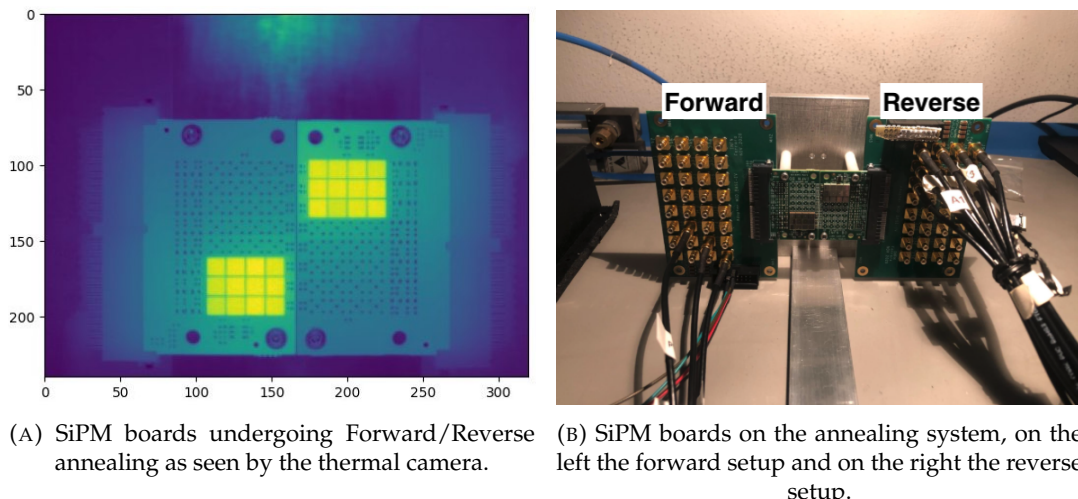 0
50
100
150
200
0
50
100
150
200
250
300
Forward
Reverse
A1
(A) SiPM boards undergoing Forward/Reverse
annealing as seen by the thermal camera.
(B) SiPM boards on the annealing system, on the
left the forward setup and on the right the reverse
setup.